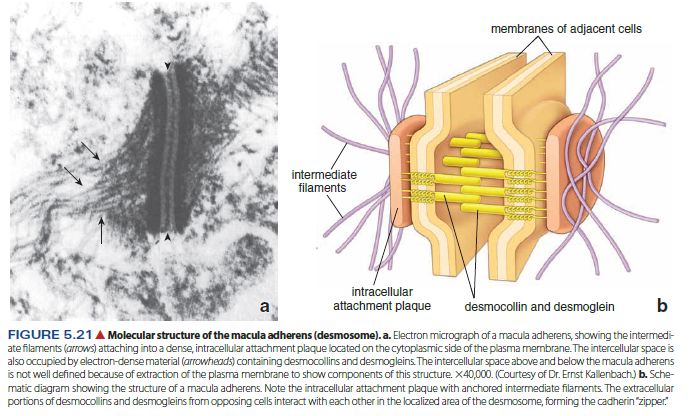 membranes of adjacent cells
intermediate
filaments
intracellular
attachment plaque
desmocollin and desmoglein
a
b
FIGURE 5.21 ▲ Molecular structure of the macula adherens (desmosome). a. Electron micrograph of a macula adherens, showing the intermedi-
ate filaments (arrows) attaching into a dense, intracellular attachment plaque located on the cytoplasmic side of the plasma membrane. The intercellular space is
also occupied by electron-dense material (arrowheads) containing desmocollins and desmogleins. The intercellular space above and below the macula adherens
is not well defined because of extraction of the plasma membrane to show components of this structure. ×40,000. (Courtesy of Dr. Ernst Kallenbach.) b. Sche-
matic diagram showing the structure of a macula adherens. Note the intracellular attachment plaque with anchored intermediate filaments. The extracellular
portions of desmocollins and desmogleins from opposing cells interact with each other in the localized area of the desmosome, forming the cadherin “zipper.”